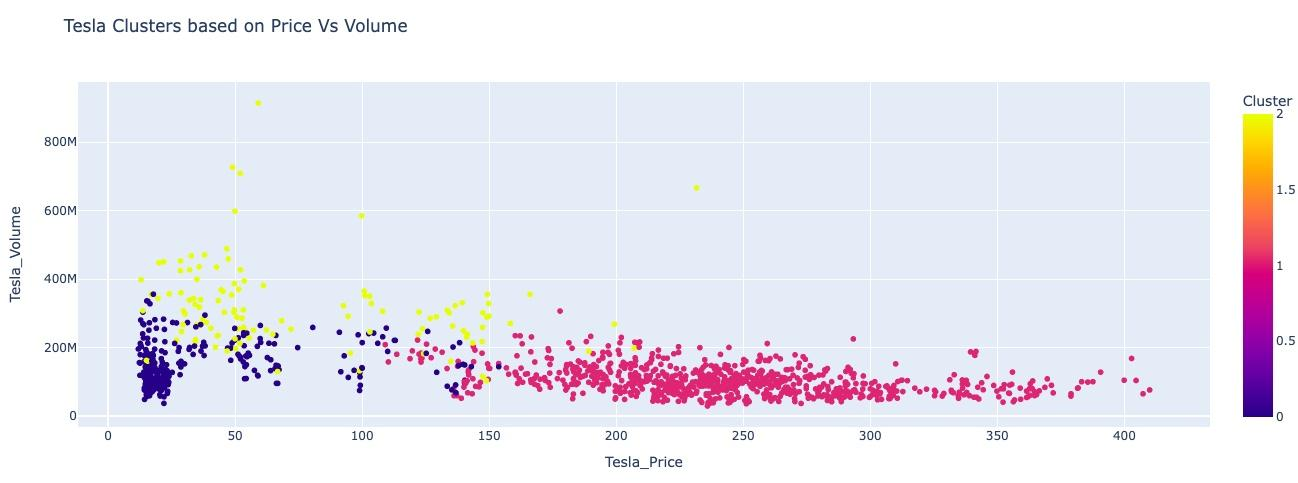 Tesla Clusters based on Price Vs Volume
Cluster
2
1.5
1
0.5
0
Tesla_Volume
800M
600M
400M
200M
0
0 50 100 150 200 250 300 350 400
Tesla_Price